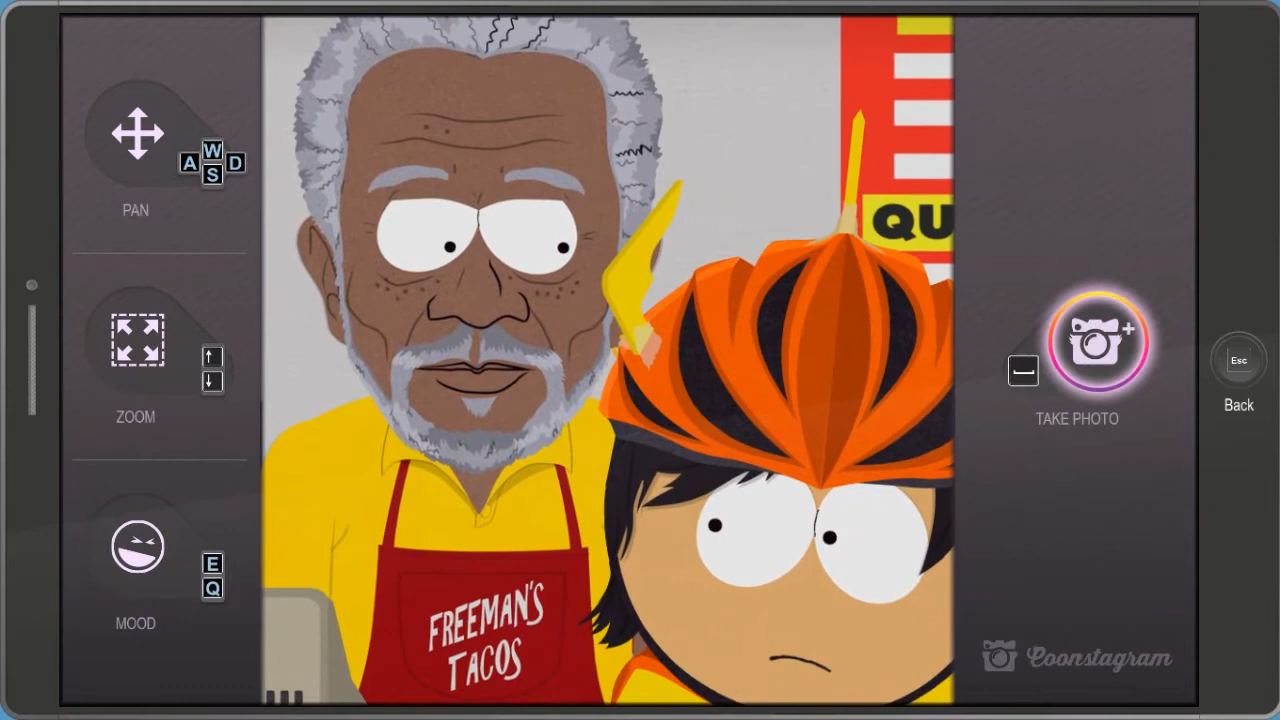 W
A
D
S
PAN
QU
↑
↓
ZOOM
TAKE PHOTO
Esc
Back
E
Q
MOOD
FREEMAN'S
TACOS
Coonstagram